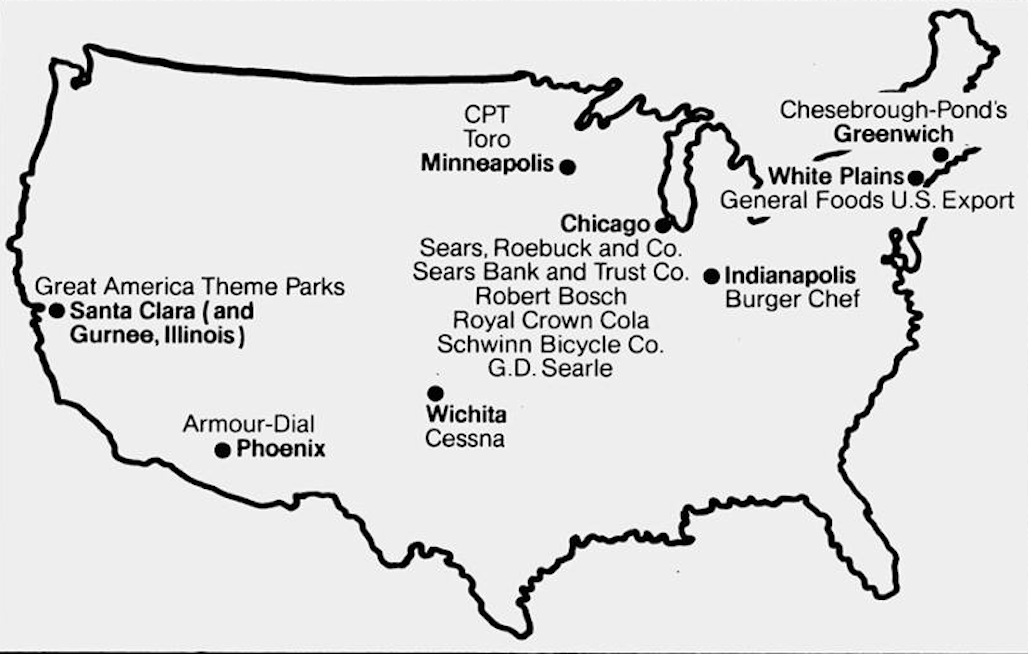 CPT
Toro
Minneapolis
Chesebrough-Pond's
Greenwich
White Plains
General Foods U.S. Export
Chicago
Sears, Roebuck and Co.
Sears Bank and Trust Co.
Robert Bosch
Royal Crown Cola
Schwinn Bicycle Co.
G.D. Searle
Indianapolis
Burger Chef
Great America Theme Parks
Santa Clara (and
Gurnee, Illinois)
Wichita
Cessna
Armour-Dial
Phoenix